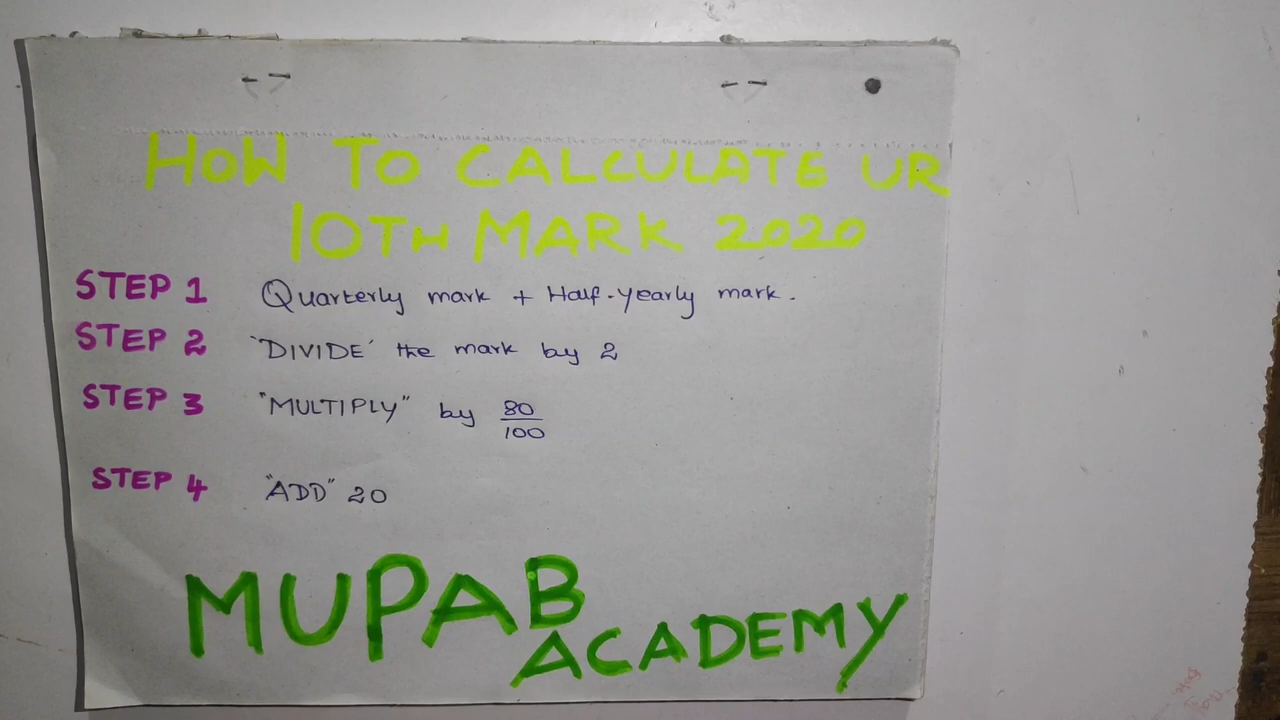 HOW TO CALCULATE UR
10TH MARK 2020
STEP 1 Quarterly mark + Half-yearly mark.
STEP 2 'DIVIDE' the mark by 2
STEP 3 "MULTIPLY" by 80/100
STEP 4 "ADD" 20
MUPAB
ACADEMY